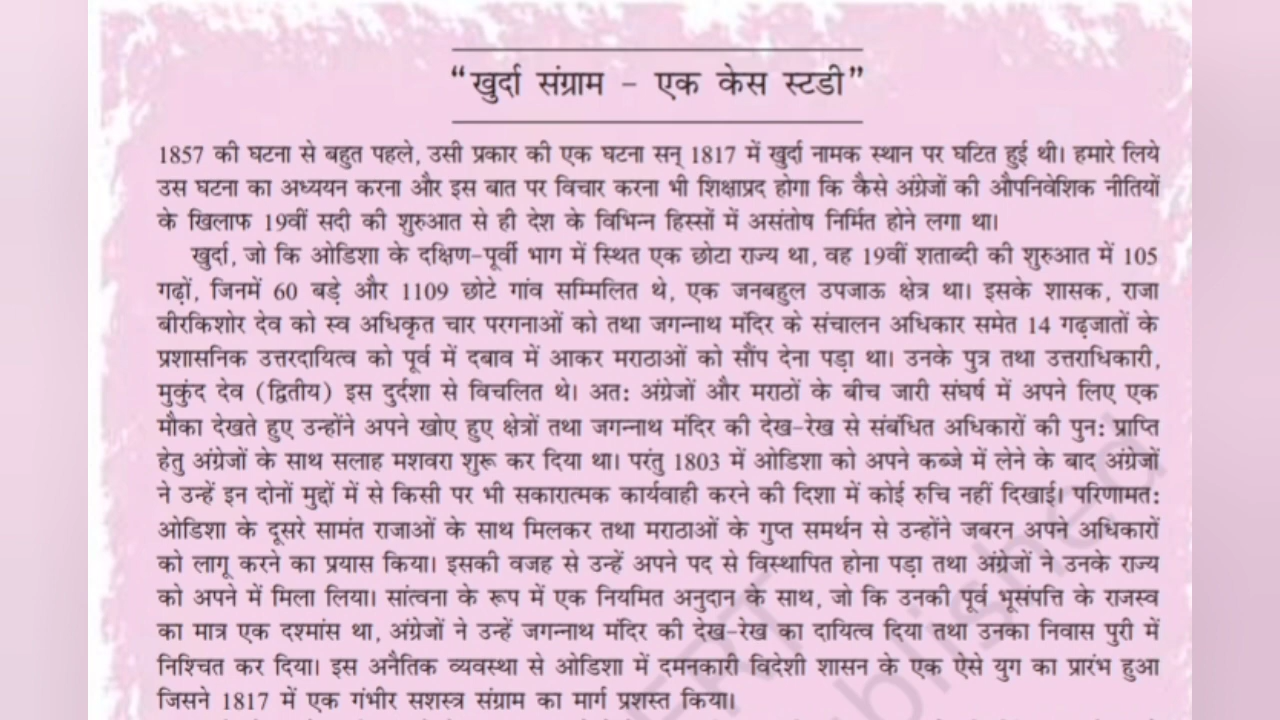 “खुर्दा संग्राम – एक केस स्टडी”
1857 की घटना से बहुत पहले, उसी प्रकार की एक घटना सन् 1817 में खुर्दा नामक स्थान पर घटित हुई थी। हमारे लिये
उस घटना का अध्ययन करना और इस बात पर विचार करना भी शिक्षाप्रद होगा कि कैसे अंग्रेजों की औपनिवेशिक नीतियों
के खिलाफ 19वीं सदी की शुरुआत से ही देश के विभिन्न हिस्सों में असंतोष निर्मित होने लगा था।
खुर्दा, जो कि ओडिशा के दक्षिण-पूर्वी भाग में स्थित एक छोटा राज्य था, वह 19वीं शताब्दी की शुरुआत में 105
गढ़ों, जिनमें 60 बड़े और 1109 छोटे गांव सम्मिलित थे, एक जनबहुल उपजाऊ क्षेत्र था। इसके शासक, राजा
बीरकिशोर देव को स्व अधिकृत चार परगनाओं को तथा जगन्नाथ मंदिर के संचालन अधिकार समेत 14 गढ़जातों के
प्रशासनिक उत्तरदायित्व को पूर्व में दबाव में आकर मराठाओं को सौंप देना पड़ा था। उनके पुत्र तथा उत्तराधिकारी,
मुकुंद देव (द्वितीय) इस दुर्दशा से विचलित थे। अत: अंग्रेजों और मराठों के बीच जारी संघर्ष में अपने लिए एक
मौका देखते हुए उन्होंने अपने खोए हुए क्षेत्रों तथा जगन्नाथ मंदिर की देख-रेख से संबंधित अधिकारों की पुन: प्राप्ति
हेतु अंग्रेजों के साथ सलाह मशवरा शुरू कर दिया था। परंतु 1803 में ओडिशा को अपने कब्जे में लेने के बाद अंग्रेजों
ने उन्हें इन दोनों मुद्दों में से किसी पर भी सकारात्मक कार्यवाही करने की दिशा में कोई रुचि नहीं दिखाई। परिणामत:
ओडिशा के दूसरे सामंत राजाओं के साथ मिलकर तथा मराठाओं के गुप्त समर्थन से उन्होंने जबरन अपने अधिकारों
को लागू करने का प्रयास किया। इसकी वजह से उन्हें अपने पद से विस्थापित होना पड़ा तथा अंग्रेजों ने उनके राज्य
को अपने में मिला लिया। सांत्वना के रूप में एक नियमित अनुदान के साथ, जो कि उनकी पूर्व भूसंपत्ति के राजस्व
का मात्र एक दश्मांस था, अंग्रेजों ने उन्हें जगन्नाथ मंदिर की देख-रेख का दायित्व दिया तथा उनका निवास पुरी में
निश्चित कर दिया। इस अनैतिक व्यवस्था से ओडिशा में दमनकारी विदेशी शासन के एक ऐसे युग का प्रारंभ हुआ
जिसने 1817 में एक गंभीर सशस्त्र संग्राम का मार्ग प्रशस्त किया।